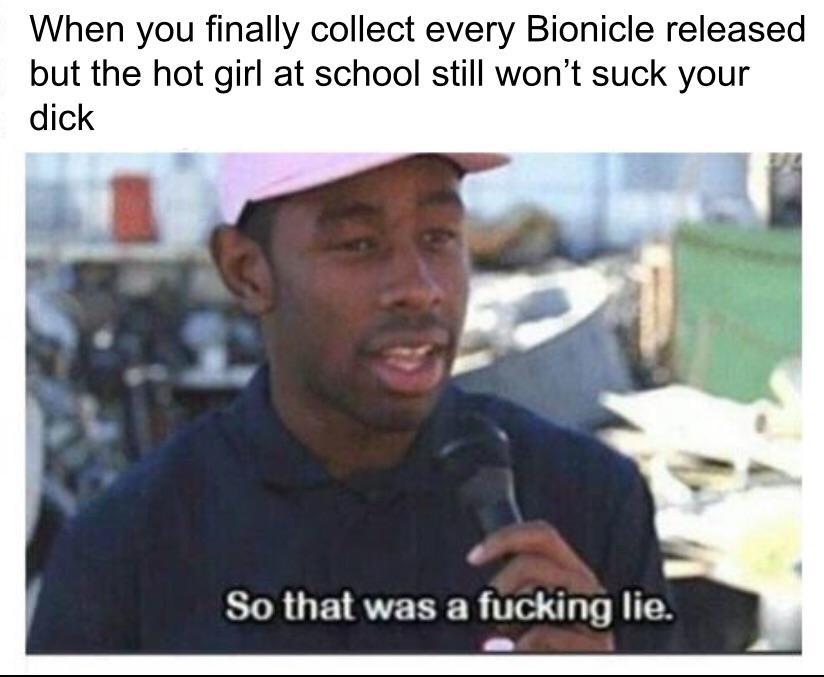 When you finally collect every Bionicle released
but the hot girl at school still won’t suck your
dick
So that was a fucking lie.